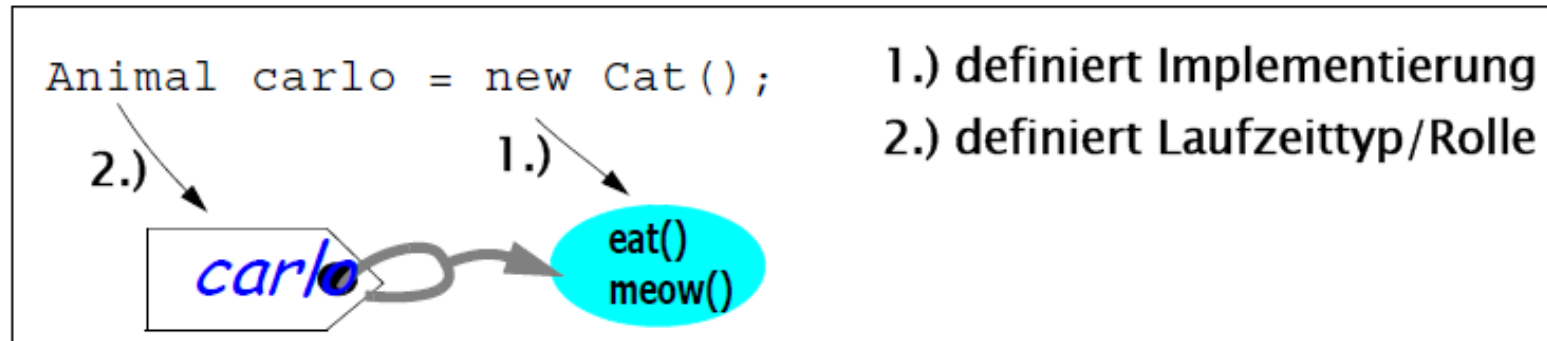 Animal carlo = new Cat();
1.) definiert Implementierung
2.) definiert Laufzeittyp/Rolle
2.)
1.)
carlo
eat()
meow()